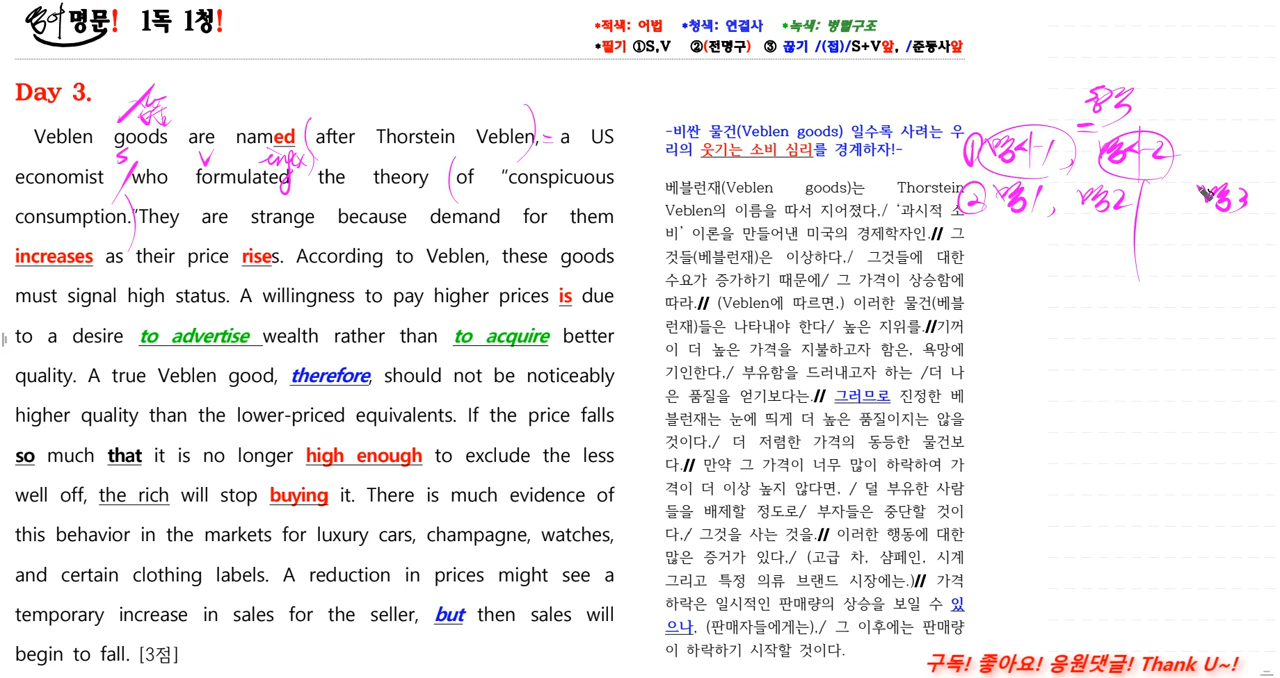 영어 명문! 1독 1청!
*적색: 어법 *청색: 연결사 *녹색: 병렬구조
*필기 ①S,V ②(전명구) ③ 끊기 /(접)/S+V앞, /준동사앞
Day 3.
Veblen goods are named after Thorstein Veblen, = a US
economist who formulated the theory of "conspicuous
consumption."They are strange because demand for them
increases as their price rises. According to Veblen, these goods
must signal high status. A willingness to pay higher prices is due
to a desire to advertise wealth rather than to acquire better
quality. A true Veblen good, therefore, should not be noticeably
higher quality than the lower-priced equivalents. If the price falls
so much that it is no longer high enough to exclude the less
well off, the rich will stop buying it. There is much evidence of
this behavior in the markets for luxury cars, champagne, watches,
and certain clothing labels. A reduction in prices might see a
temporary increase in sales for the seller, but then sales will
begin to fall. [3점]
S V
-비싼 물건(Veblen goods) 일수록 사려는 우
리의 웃기는 소비 심리를 경계하자!-
베블런재(Veblen goods)는 Thorstein
Veblen의 이름을 따서 지어졌다./ '과시적 소
비' 이론을 만들어낸 미국의 경제학자인.// 그
것들(베블런재)은 이상하다./ 그것들에 대한
수요가 증가하기 때문에/ 그 가격이 상승함에
따라.// (Veblen에 따르면,) 이러한 물건(베블
런재)들은 나타내야 한다/ 높은 지위를.//기꺼
이 더 높은 가격을 지불하고자 함은, 욕망에
기인한다./ 부유함을 드러내고자 하는 /더 나
은 품질을 얻기보다는.// 그러므로 진정한 베
블런재는 눈에 띄게 더 높은 품질이지는 않을
것이다./ 더 저렴한 가격의 동등한 물건보
다.// 만약 그 가격이 너무 많이 하락하여 가
격이 더 이상 높지 않다면, / 덜 부유한 사람
들을 배제할 정도로/ 부자들은 중단할 것이
다./ 그것을 사는 것을.// 이러한 행동에 대한
많은 증거가 있다./ (고급 차, 샴페인, 시계
그리고 특정 의류 브랜드 시장에는.)// 가격
하락은 일시적인 판매량의 상승을 보일 수 있
으나, (판매자들에게는),/ 그 이후에는 판매량
이 하락하기 시작할 것이다.
동격
① 명사-1, 명사-2
② 명1, 명2 명3
구독! 좋아요! 응원댓글! Thank U~!